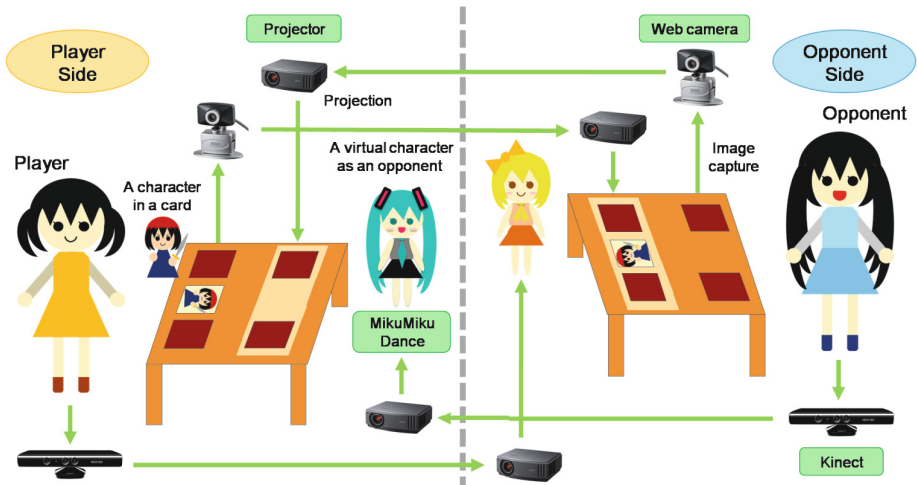 Projector
Web camera
Player
Side
Opponent
Side
Projection
Opponent
Player
A virtual character
as an opponent
Image
capture
A character
in a card
MikuMiku
Dance
Kinect